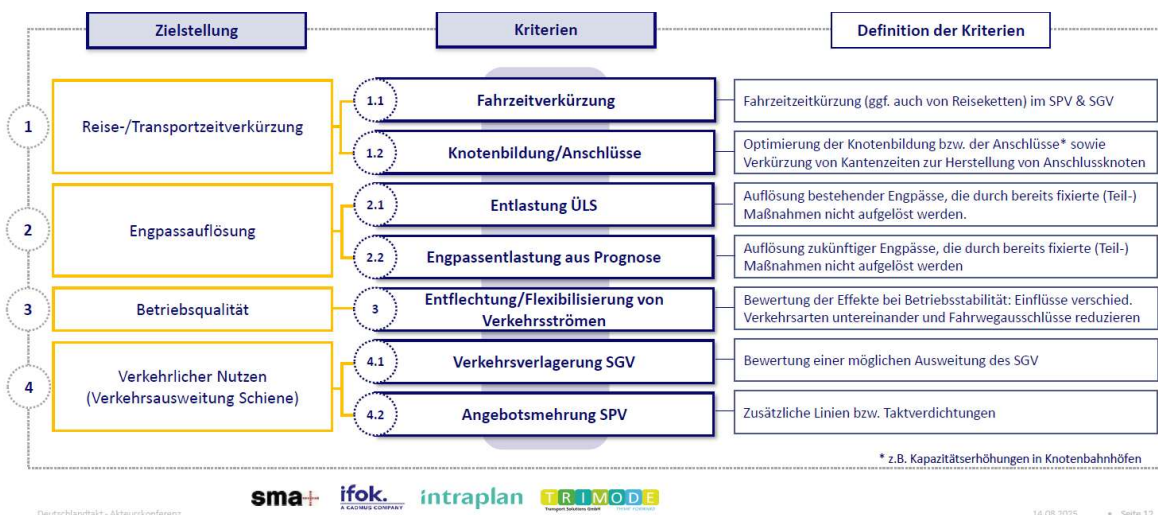 Zielstellung
Kriterien
Definition der Kriterien
1
Reise-/Transportzeitverkürzung
1.1
Fahrzeitverkürzung
Fahrzeitzeitkürzung (ggf. auch von Reiseketten) im SPV & SGV
1.2
Knotenbildung/Anschlüsse
Optimierung der Knotenbildung bzw. der Anschlüsse* sowie
Verkürzung von Kantenzeiten zur Herstellung von Anschlussknoten
2
Engpassauflösung
2.1
Entlastung ÜLS
Auflösung bestehender Engpässe, die durch bereits fixierte (Teil-)
Maßnahmen nicht aufgelöst werden.
2.2
Engpassentlastung aus Prognose
Auflösung zukünftiger Engpässe, die durch bereits fixierte (Teil-)
Maßnahmen nicht aufgelöst werden
3
Betriebsqualität
3
Entflechtung/Flexibilisierung von
Verkehrsströmen
Bewertung der Effekte bei Betriebsstabilität: Einflüsse verschied.
Verkehrsarten untereinander und Fahrwegausschlüsse reduzieren
4
Verkehrlicher Nutzen
(Verkehrsausweitung Schiene)
4.1
Verkehrsverlagerung SGV
Bewertung einer möglichen Ausweitung des SGV
4.2
Angebotsmehrung SPV
Zusätzliche Linien bzw. Taktverdichtungen
* z.B. Kapazitätserhöhungen in Knotenbahnhöfen
sma+
ifok.
A CADMUS COMPANY
intraplan
TRIMODE
Transport Solutions GmbH
Deutschlandtakt - Akteurskonferenz
14.08.2025 • Seite 12